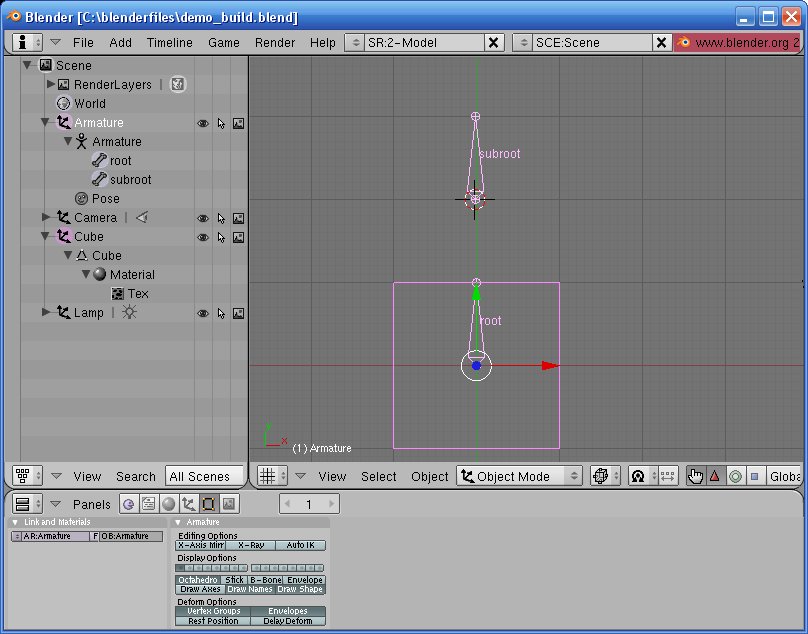 Blender [C:\blenderfiles\demo_build.blend]
File Add Timeline Game Render Help SR:2-Model SCE:Scene www.blender.org 2
Scene
RenderLayers
World
Armature
Armature
root
subroot
Pose
Camera
Cube
Cube
Material
Tex
Lamp
subroot
root
y
x
(1) Armature
View Search All Scenes
View Select Object Object Mode Globa
Panels 1
Link and Materials
AR:Armature F OB:Armature
Armature
Editing Options
X-Axis Mirr X-Ray Auto IK
Display Options
Octahedro Stick B-Bone Envelope
Draw Axes Draw Names Draw Shape
Deform Options
Vertex Groups Envelopes
Rest Position Delay Deform